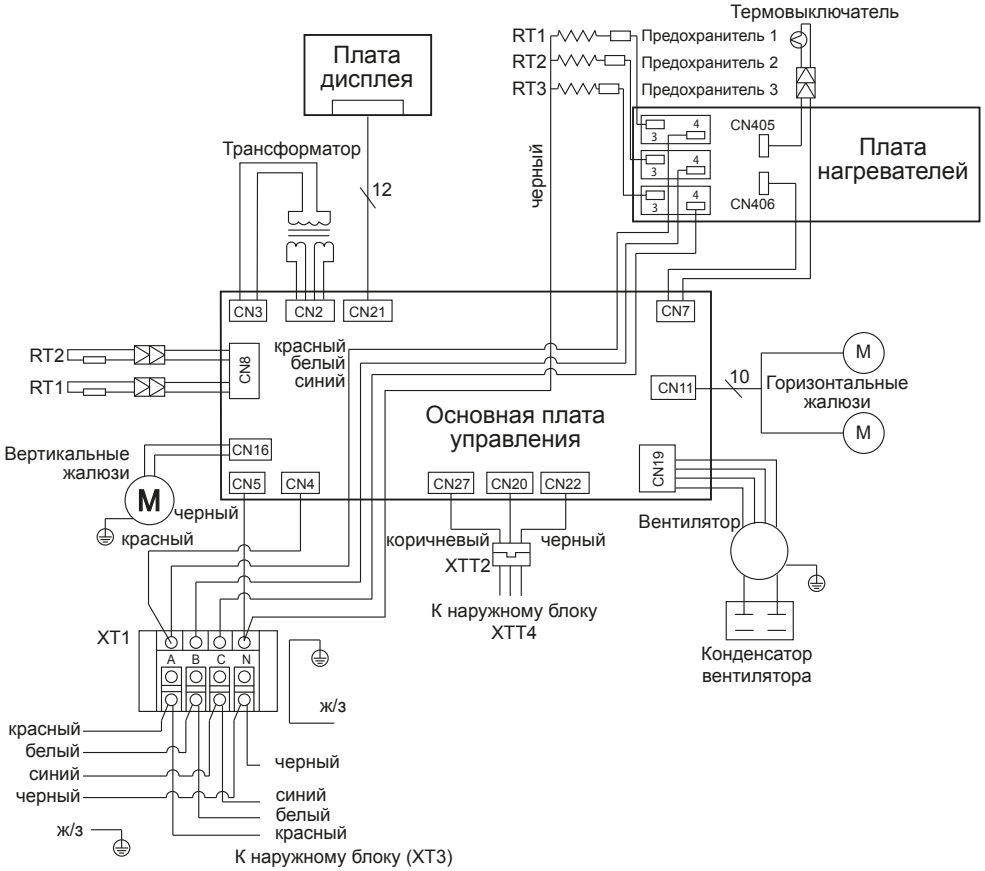 Термовыключатель
RT1
Предохранитель 1
RT2
Предохранитель 2
RT3
Предохранитель 3
Плата
дисплея
Трансформатор
12
черный
3
4
3
4
3
4
CN405
CN406
Плата
нагревателей
CN3
CN2
CN21
CN7
красный
белый
синий
RT2
RT1
CN8
CN11
10
M
Горизонтальные
жалюзи
M
Основная плата
управления
CN16
Вертикальные
жалюзи
M
CN5
CN4
CN27
CN20
CN22
CN19
черный
красный
коричневый
черный
XTT2
Вентилятор
К наружному блоку
XTT4
Конденсатор
вентилятора
XT1
A
B
C
N
ж/з
красный
белый
синий
черный
черный
синий
белый
красный
ж/з
К наружному блоку (XT3)